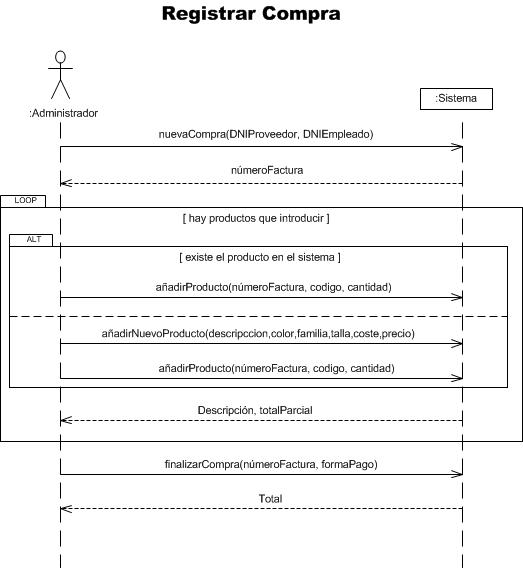 Registrar Compra
:Administrador
:Sistema
nuevaCompra(DNIProveedor, DNIEmpleado)
númeroFactura
LOOP
[ hay productos que introducir ]
ALT
[ existe el producto en el sistema ]
añadirProducto(númeroFactura, codigo, cantidad)
añadirNuevoProducto(descripccion,color,familia,talla,coste,precio)
añadirProducto(númeroFactura, codigo, cantidad)
Descripción, totalParcial
finalizarCompra(númeroFactura, formaPago)
Total